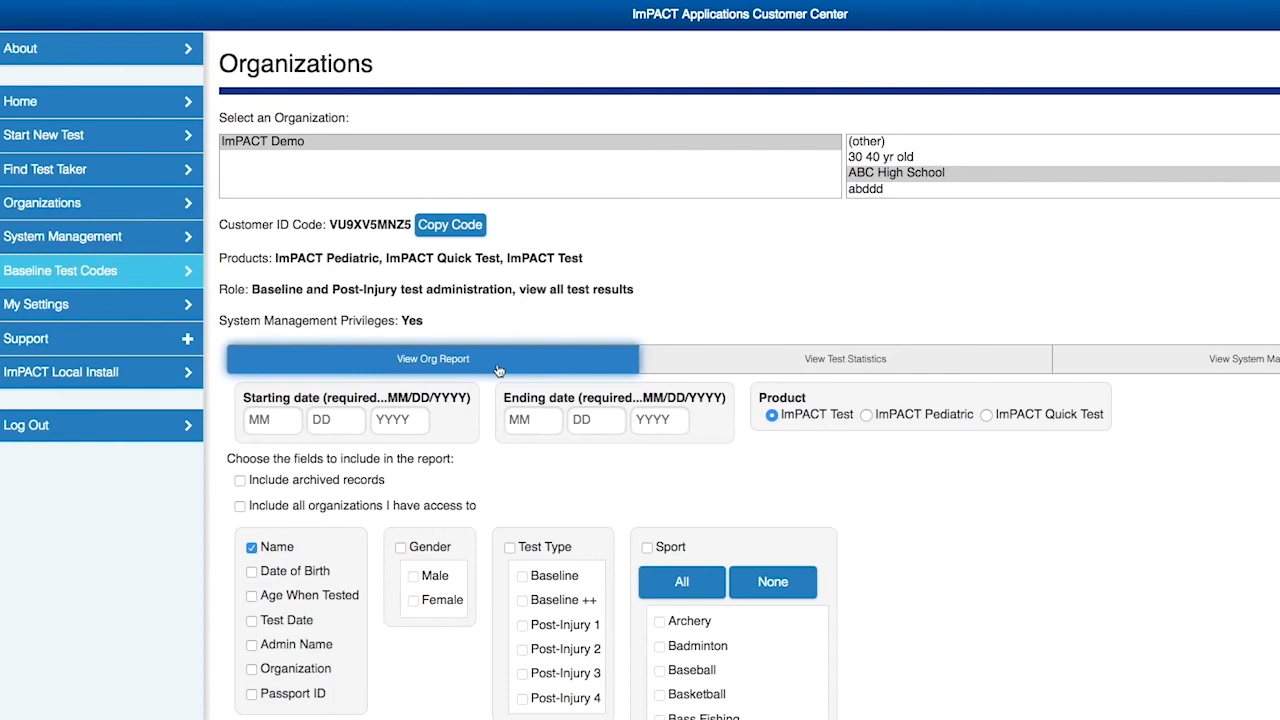 ImPACT Applications Customer Center
About
Home
Start New Test
Find Test Taker
Organizations
System Management
Baseline Test Codes
My Settings
Support
ImPACT Local Install
Log Out
Organizations
Select an Organization:
ImPACT Demo
(other)
30 40 yr old
ABC High School
abddd
Customer ID Code: VU9XV5MNZ5 Copy Code
Products: ImPACT Pediatric, ImPACT Quick Test, ImPACT Test
Role: Baseline and Post-Injury test administration, view all test results
System Management Privileges: Yes
View Org Report
View Test Statistics
View System Ma
Starting date (required...MM/DD/YYYY)
MM DD YYYY
Ending date (required...MM/DD/YYYY)
MM DD YYYY
Product
ImPACT Test ImPACT Pediatric ImPACT Quick Test
Choose the fields to include in the report:
Include archived records
Include all organizations I have access to
Name
Date of Birth
Age When Tested
Test Date
Admin Name
Organization
Passport ID
Gender
Male
Female
Test Type
Baseline
Baseline ++
Post-Injury 1
Post-Injury 2
Post-Injury 3
Post-Injury 4
Sport
All None
Archery
Badminton
Baseball
Basketball
Bass Fishing